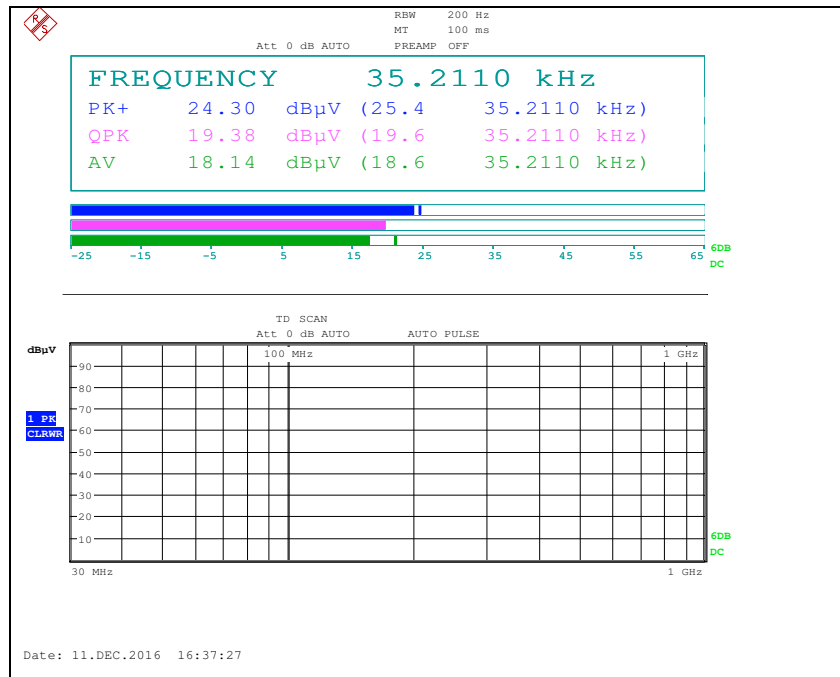 R S
RBW 200 Hz
MT 100 ms
Att 0 dB AUTO PREAMP OFF
FREQUENCY 35.2110 kHz
PK+ 24.30 dBµV (25.4 35.2110 kHz)
QPK 19.38 dBµV (19.6 35.2110 kHz)
AV 18.14 dBµV (18.6 35.2110 kHz)
-25 -15 -5 5 15 25 35 45 55 65
6DB
DC
TD SCAN
Att 0 dB AUTO AUTO PULSE
dBµV
100 MHz 1 GHz
90
80
70
1 PK
CLRWR
60
50
40
30
20
10
6DB
DC
30 MHz 1 GHz
Date: 11.DEC.2016 16:37:27